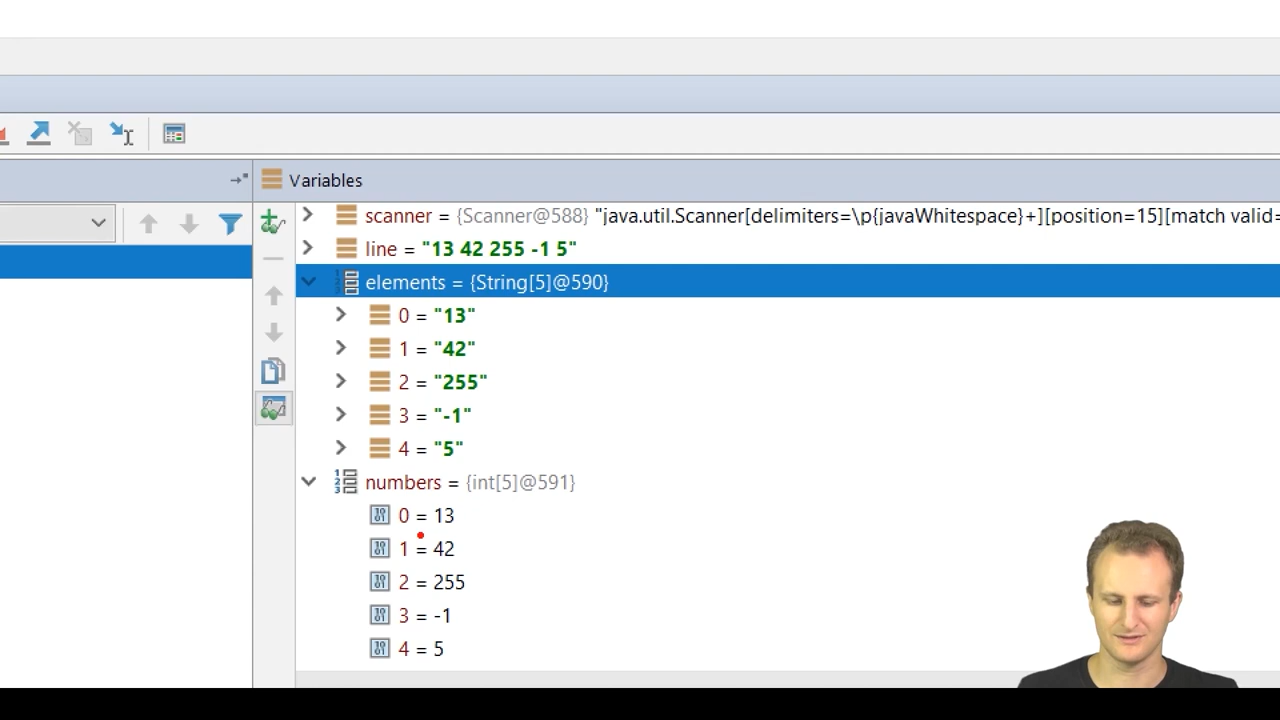 Variables
scanner = {Scanner@588} "java.util.Scanner[delimiters=\p{javaWhitespace}+][position=15][match valid=
line = "13 42 255 -1 5"
elements = {String[5]@590}
0 = "13"
1 = "42"
2 = "255"
3 = "-1"
4 = "5"
numbers = {int[5]@591}
0 = 13
1 = 42
2 = 255
3 = -1
4 = 5